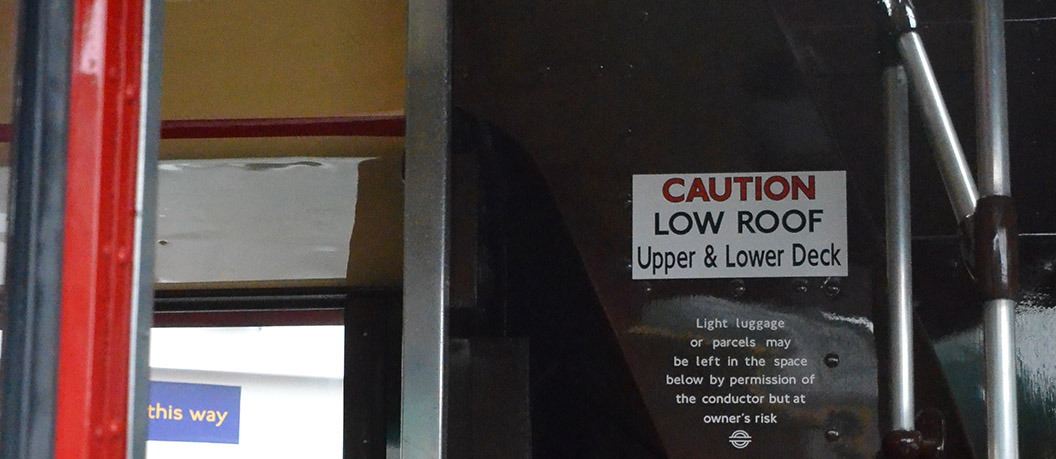 CAUTION
LOW ROOF
Upper & Lower Deck
Light luggage
or parcels may
be left in the space
below by permission of
the conductor but at
owner's risk
this way